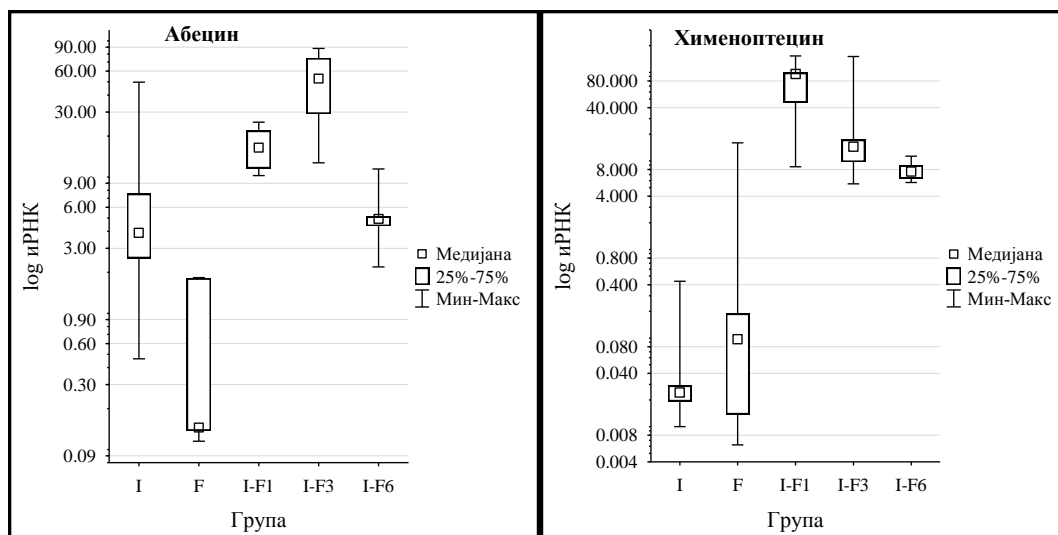 Абецин
log иРНК
90.00
60.00
30.00
9.00
6.00
3.00
0.90
0.60
0.30
0.09
I F I-F1 I-F3 I-F6
Група
Медијана
25%-75%
Мин-Макс
Хименоптецин
log иРНК
80.000
40.000
8.000
4.000
0.800
0.400
0.080
0.040
0.008
0.004
I F I-F1 I-F3 I-F6
Група
Медијана
25%-75%
Мин-Макс